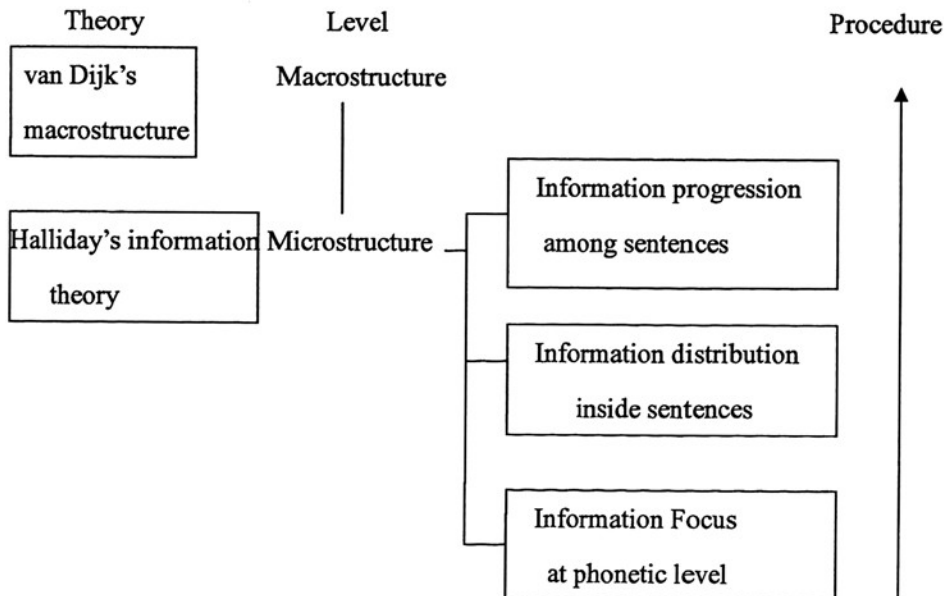 Theory Level Procedure
van Dijk's
macrostructure
Macrostructure
Halliday's information
theory
Microstructure
Information progression
among sentences
Information distribution
inside sentences
Information Focus
at phonetic level